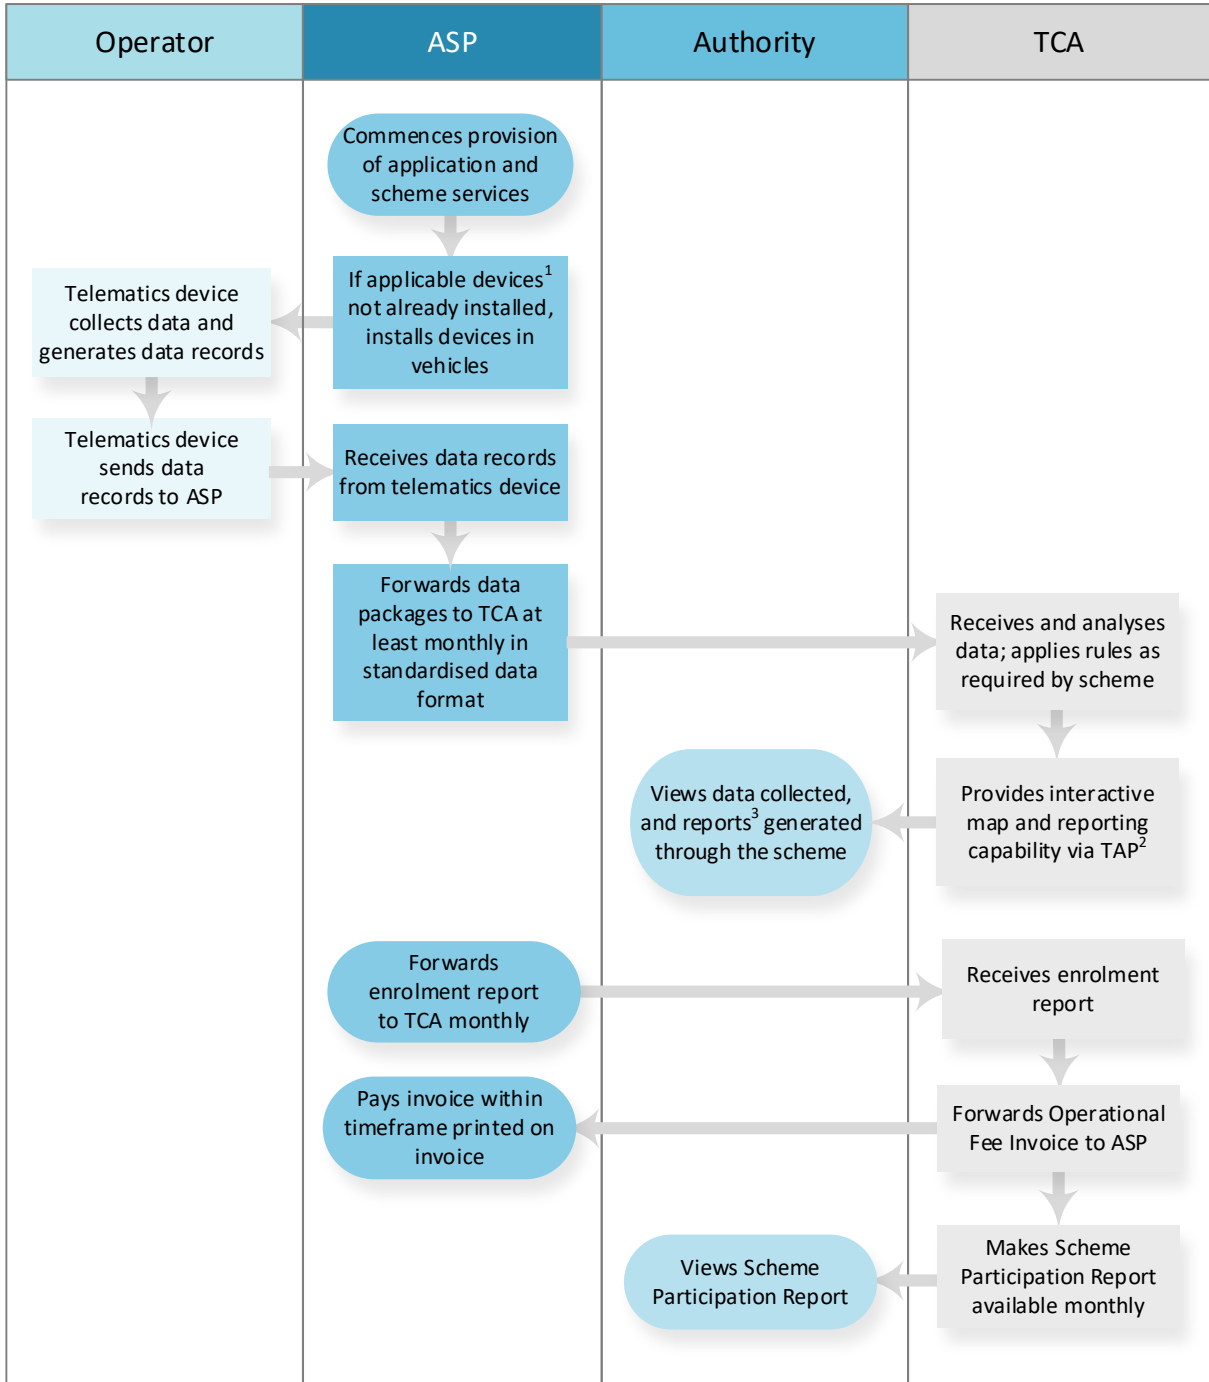 Operator
ASP
Authority
TCA
Commences provision
of application and
scheme services
If applicable devices¹
not already installed,
installs devices in
vehicles
Telematics device
collects data and
generates data records
Telematics device
sends data
records to ASP
Receives data records
from telematics device
Forwards data
packages to TCA at
least monthly in
standardised data
format
Receives and analyses
data; applies rules as
required by scheme
Provides interactive
map and reporting
capability via TAP²
Views data collected,
and reports³ generated
through the scheme
Forwards
enrolment report
to TCA monthly
Receives enrolment
report
Forwards Operational
Fee Invoice to ASP
Pays invoice within
timeframe printed on
invoice
Makes Scheme
Participation Report
available monthly
Views Scheme
Participation Report